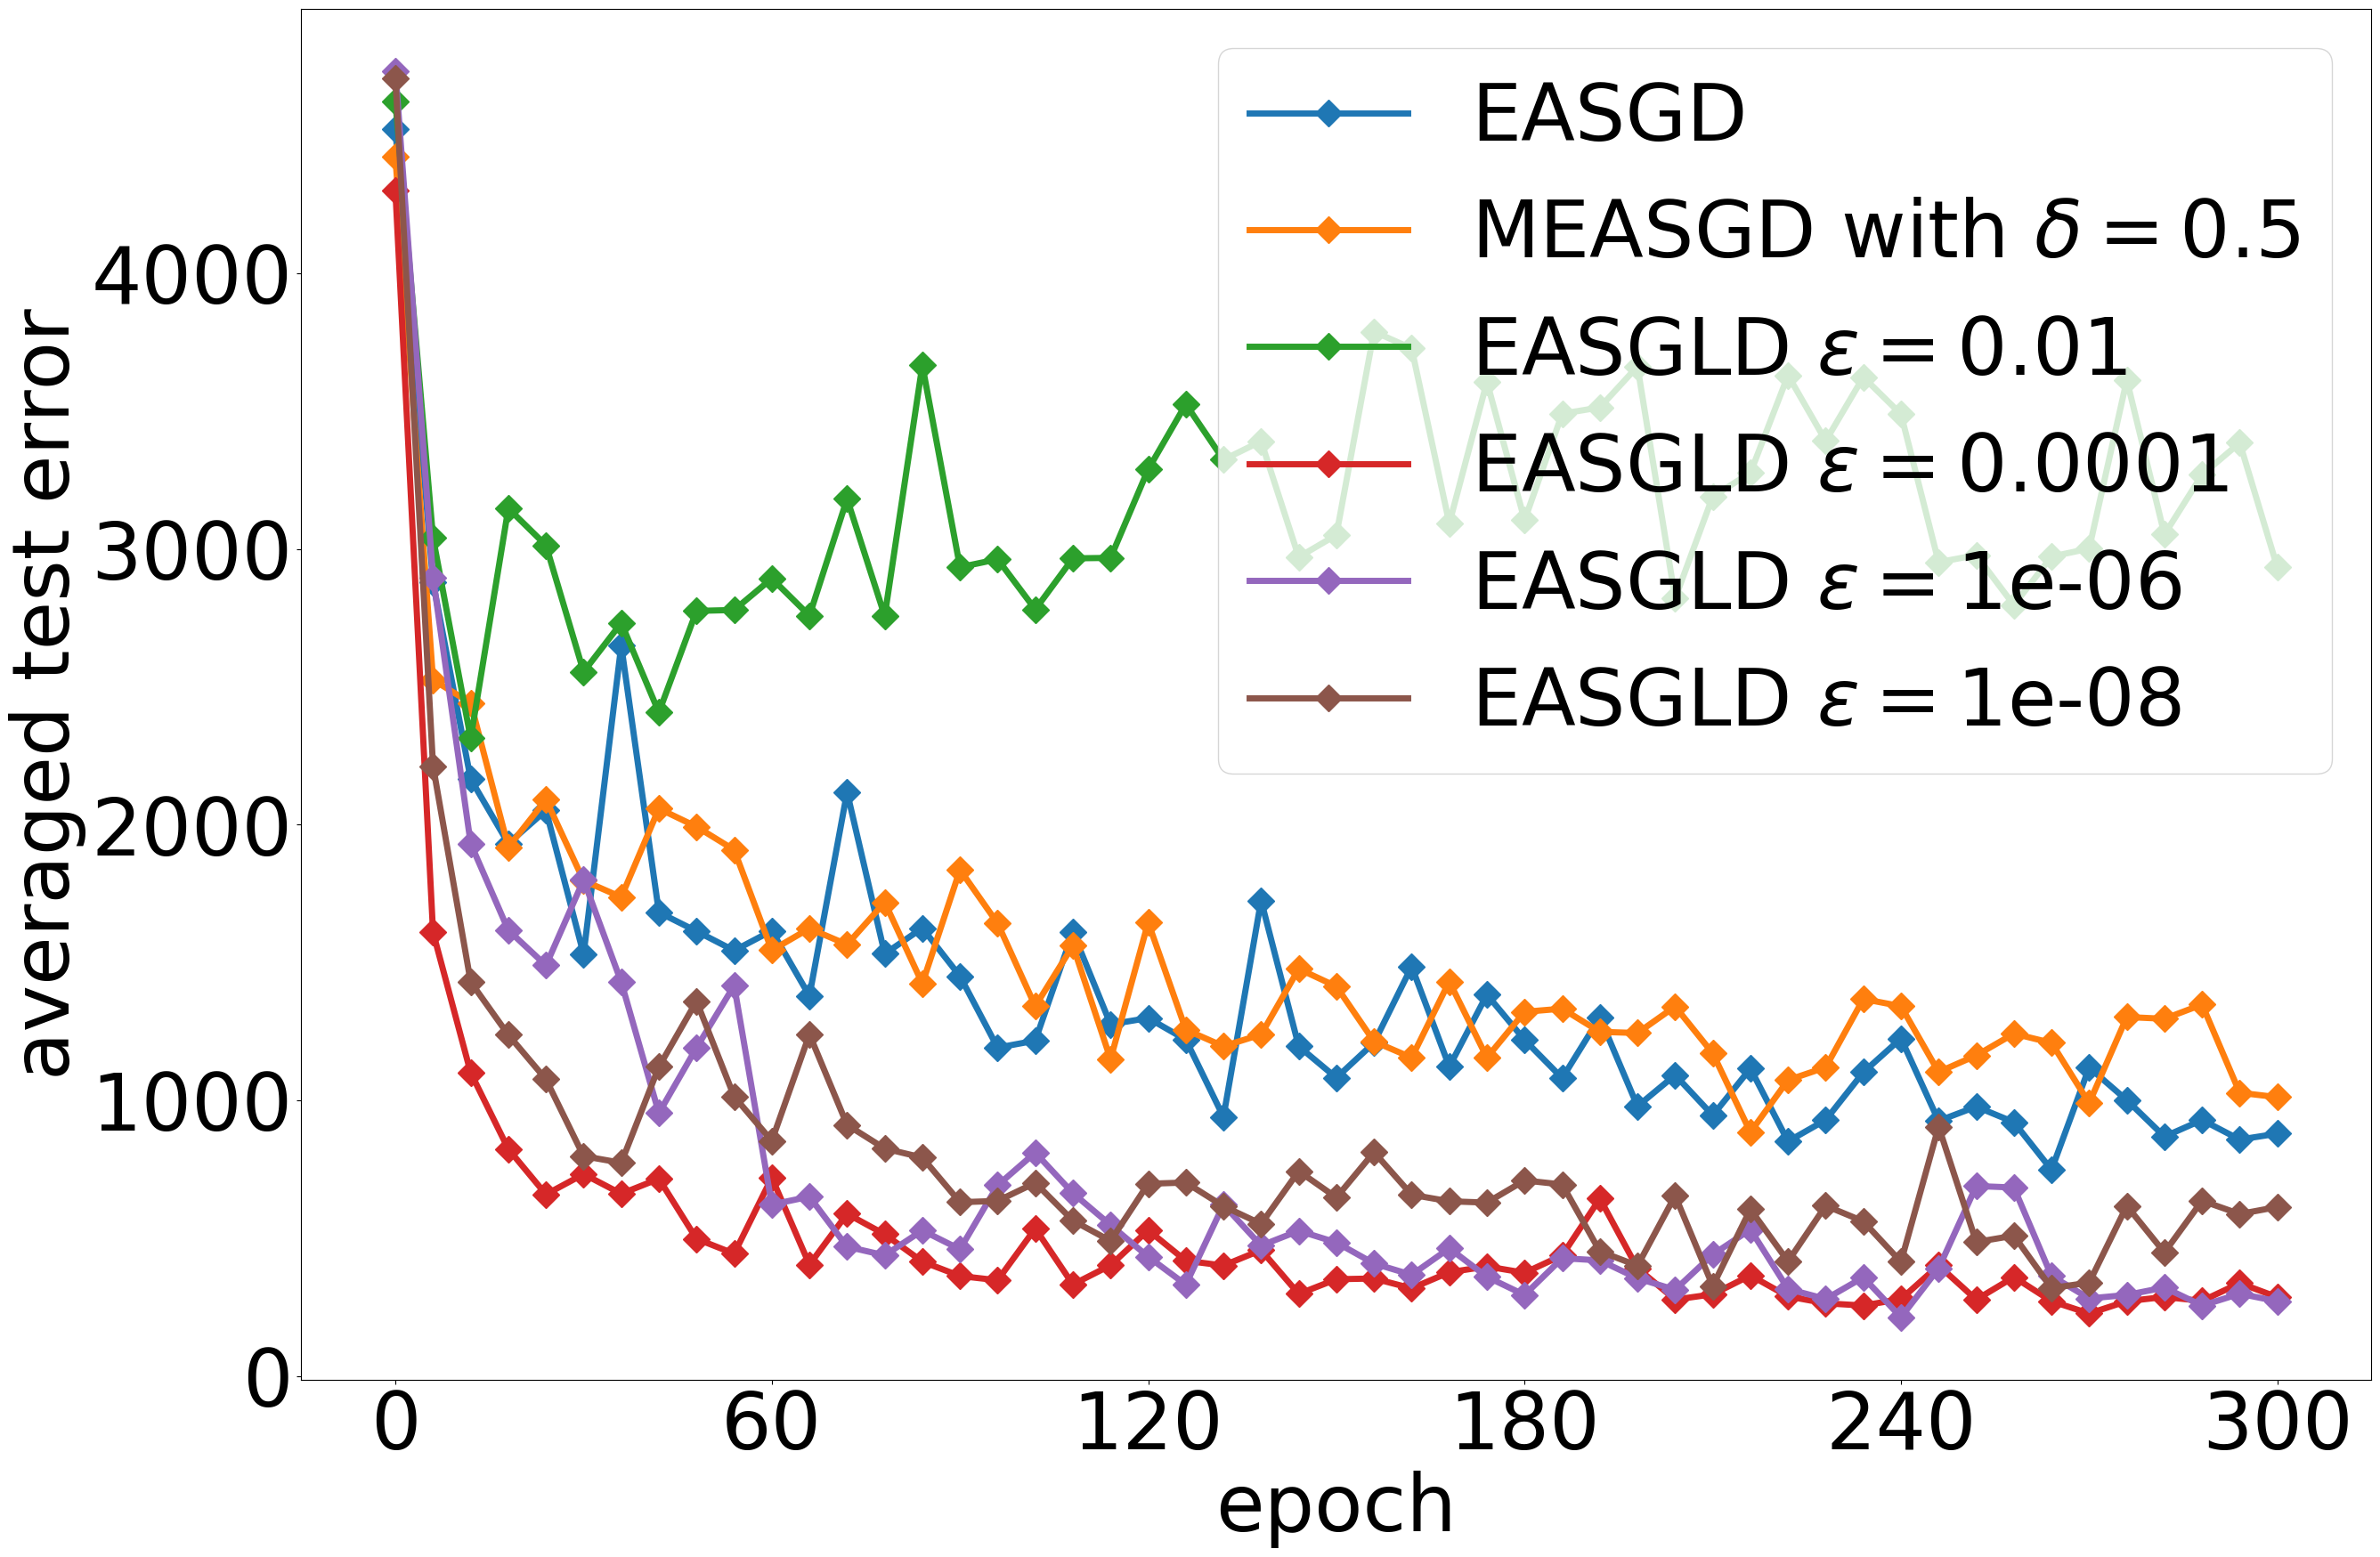 averaged test error
4000
3000
2000
1000
0
0 60 120 180 240 300
epoch
EASGD
MEASGD with δ = 0.5
EASGLD ε = 0.01
EASGLD ε = 0.0001
EASGLD ε = 1e-06
EASGLD ε = 1e-08